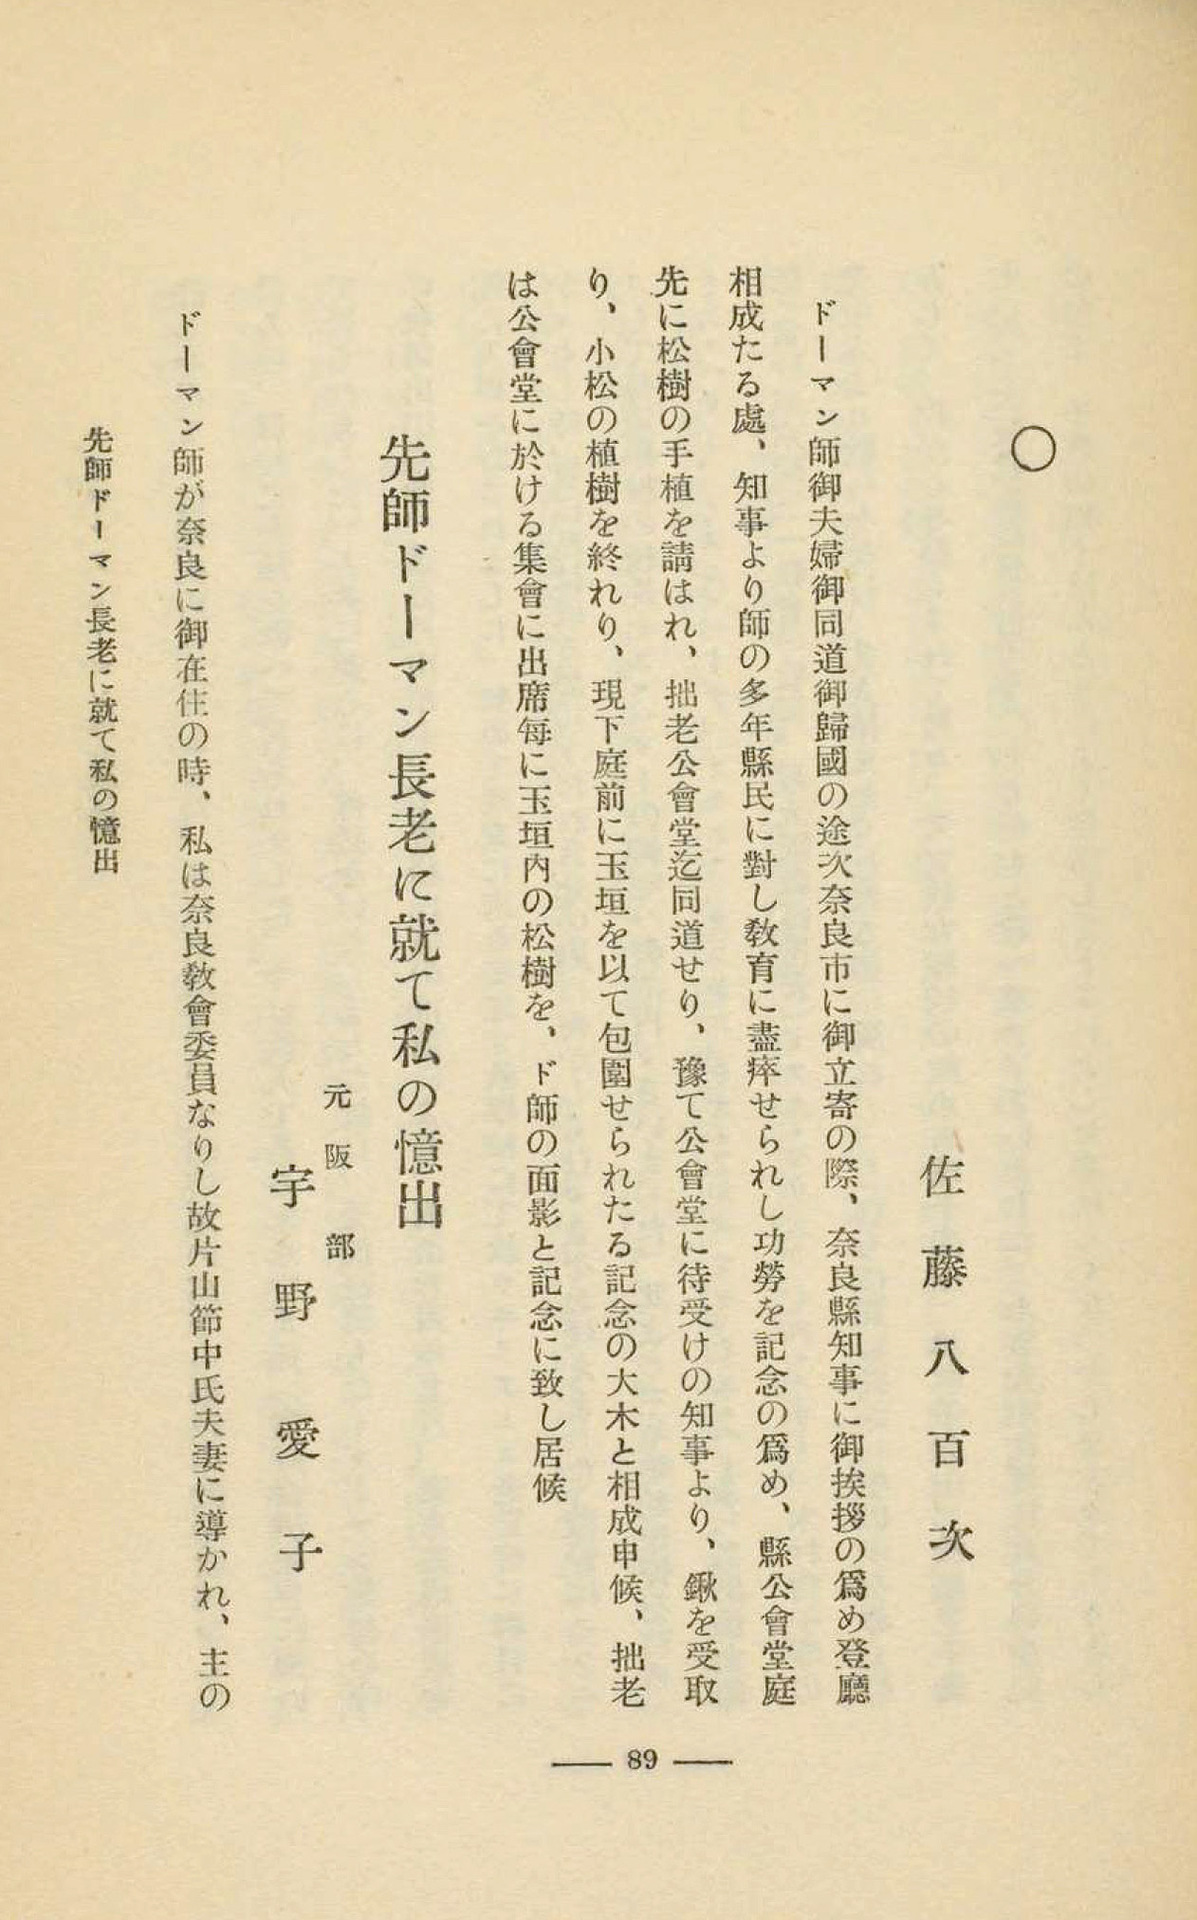 〇
佐藤八百次
ドーマン師御夫婦御同道御歸國の途次奈良市に御立寄の際、奈良縣知事に御挨拶の爲め登廳
相成たる處、知事より師の多年縣民に對し敎育に盡瘁せられし功勞を記念の爲め、縣公會堂庭
先に松樹の手植を請はれ、拙老公會堂迄同道せり、豫て公會堂に待受けの知事より、鍬を受取
り、小松の植樹を終れり、現下庭前に玉垣を以て包圍せられたる記念の大木と相成申候、拙老
は公會堂に於ける集會に出席每に玉垣內の松樹を、ド師の面影と記念に致し居候
先師ドーマン長老に就て私の憶出
元阪部
宇野愛子
ドーマン師が奈良に御在住の時、私は奈良敎會委員なりし故片山節中氏夫妻に導かれ、主の
先師ドーマン長老に就て私の憶出
― 89 ―